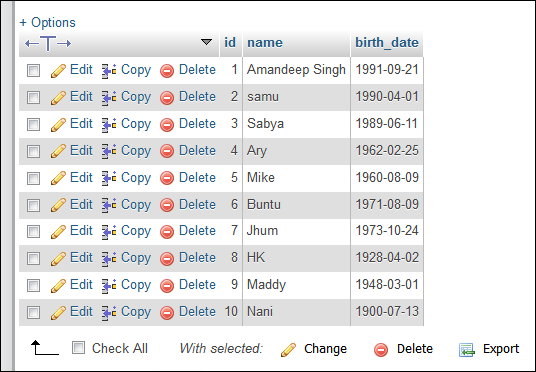 + Options
id name birth_date
Edit Copy Delete 1 Amandeep Singh 1991-09-21
Edit Copy Delete 2 samu 1990-04-01
Edit Copy Delete 3 Sabya 1989-06-11
Edit Copy Delete 4 Ary 1962-02-25
Edit Copy Delete 5 Mike 1960-08-09
Edit Copy Delete 6 Buntu 1971-08-09
Edit Copy Delete 7 Jhum 1973-10-24
Edit Copy Delete 8 HK 1928-04-02
Edit Copy Delete 9 Maddy 1948-03-01
Edit Copy Delete 10 Nani 1900-07-13
Check All With selected: Change Delete Export